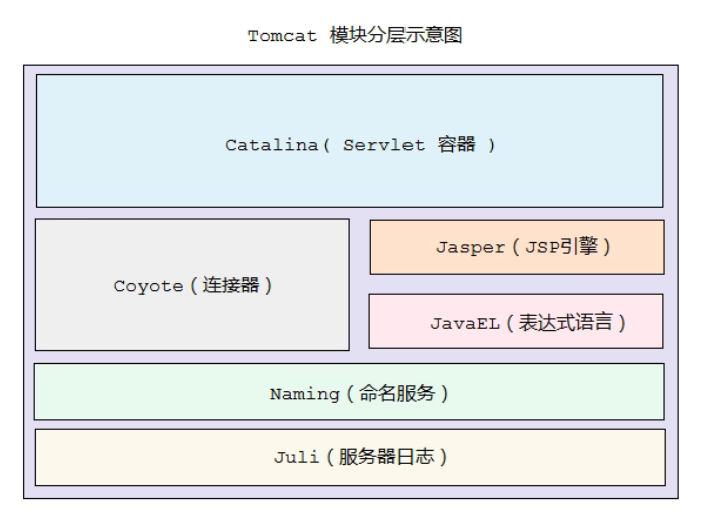 Tomcat 模块分层示意图
Catalina( Servlet 容器 )
Coyote ( 连接器 )
Jasper ( JSP引擎 )
JavaEL ( 表达式语言 )
Naming ( 命名服务 )
Juli ( 服务器日志 )